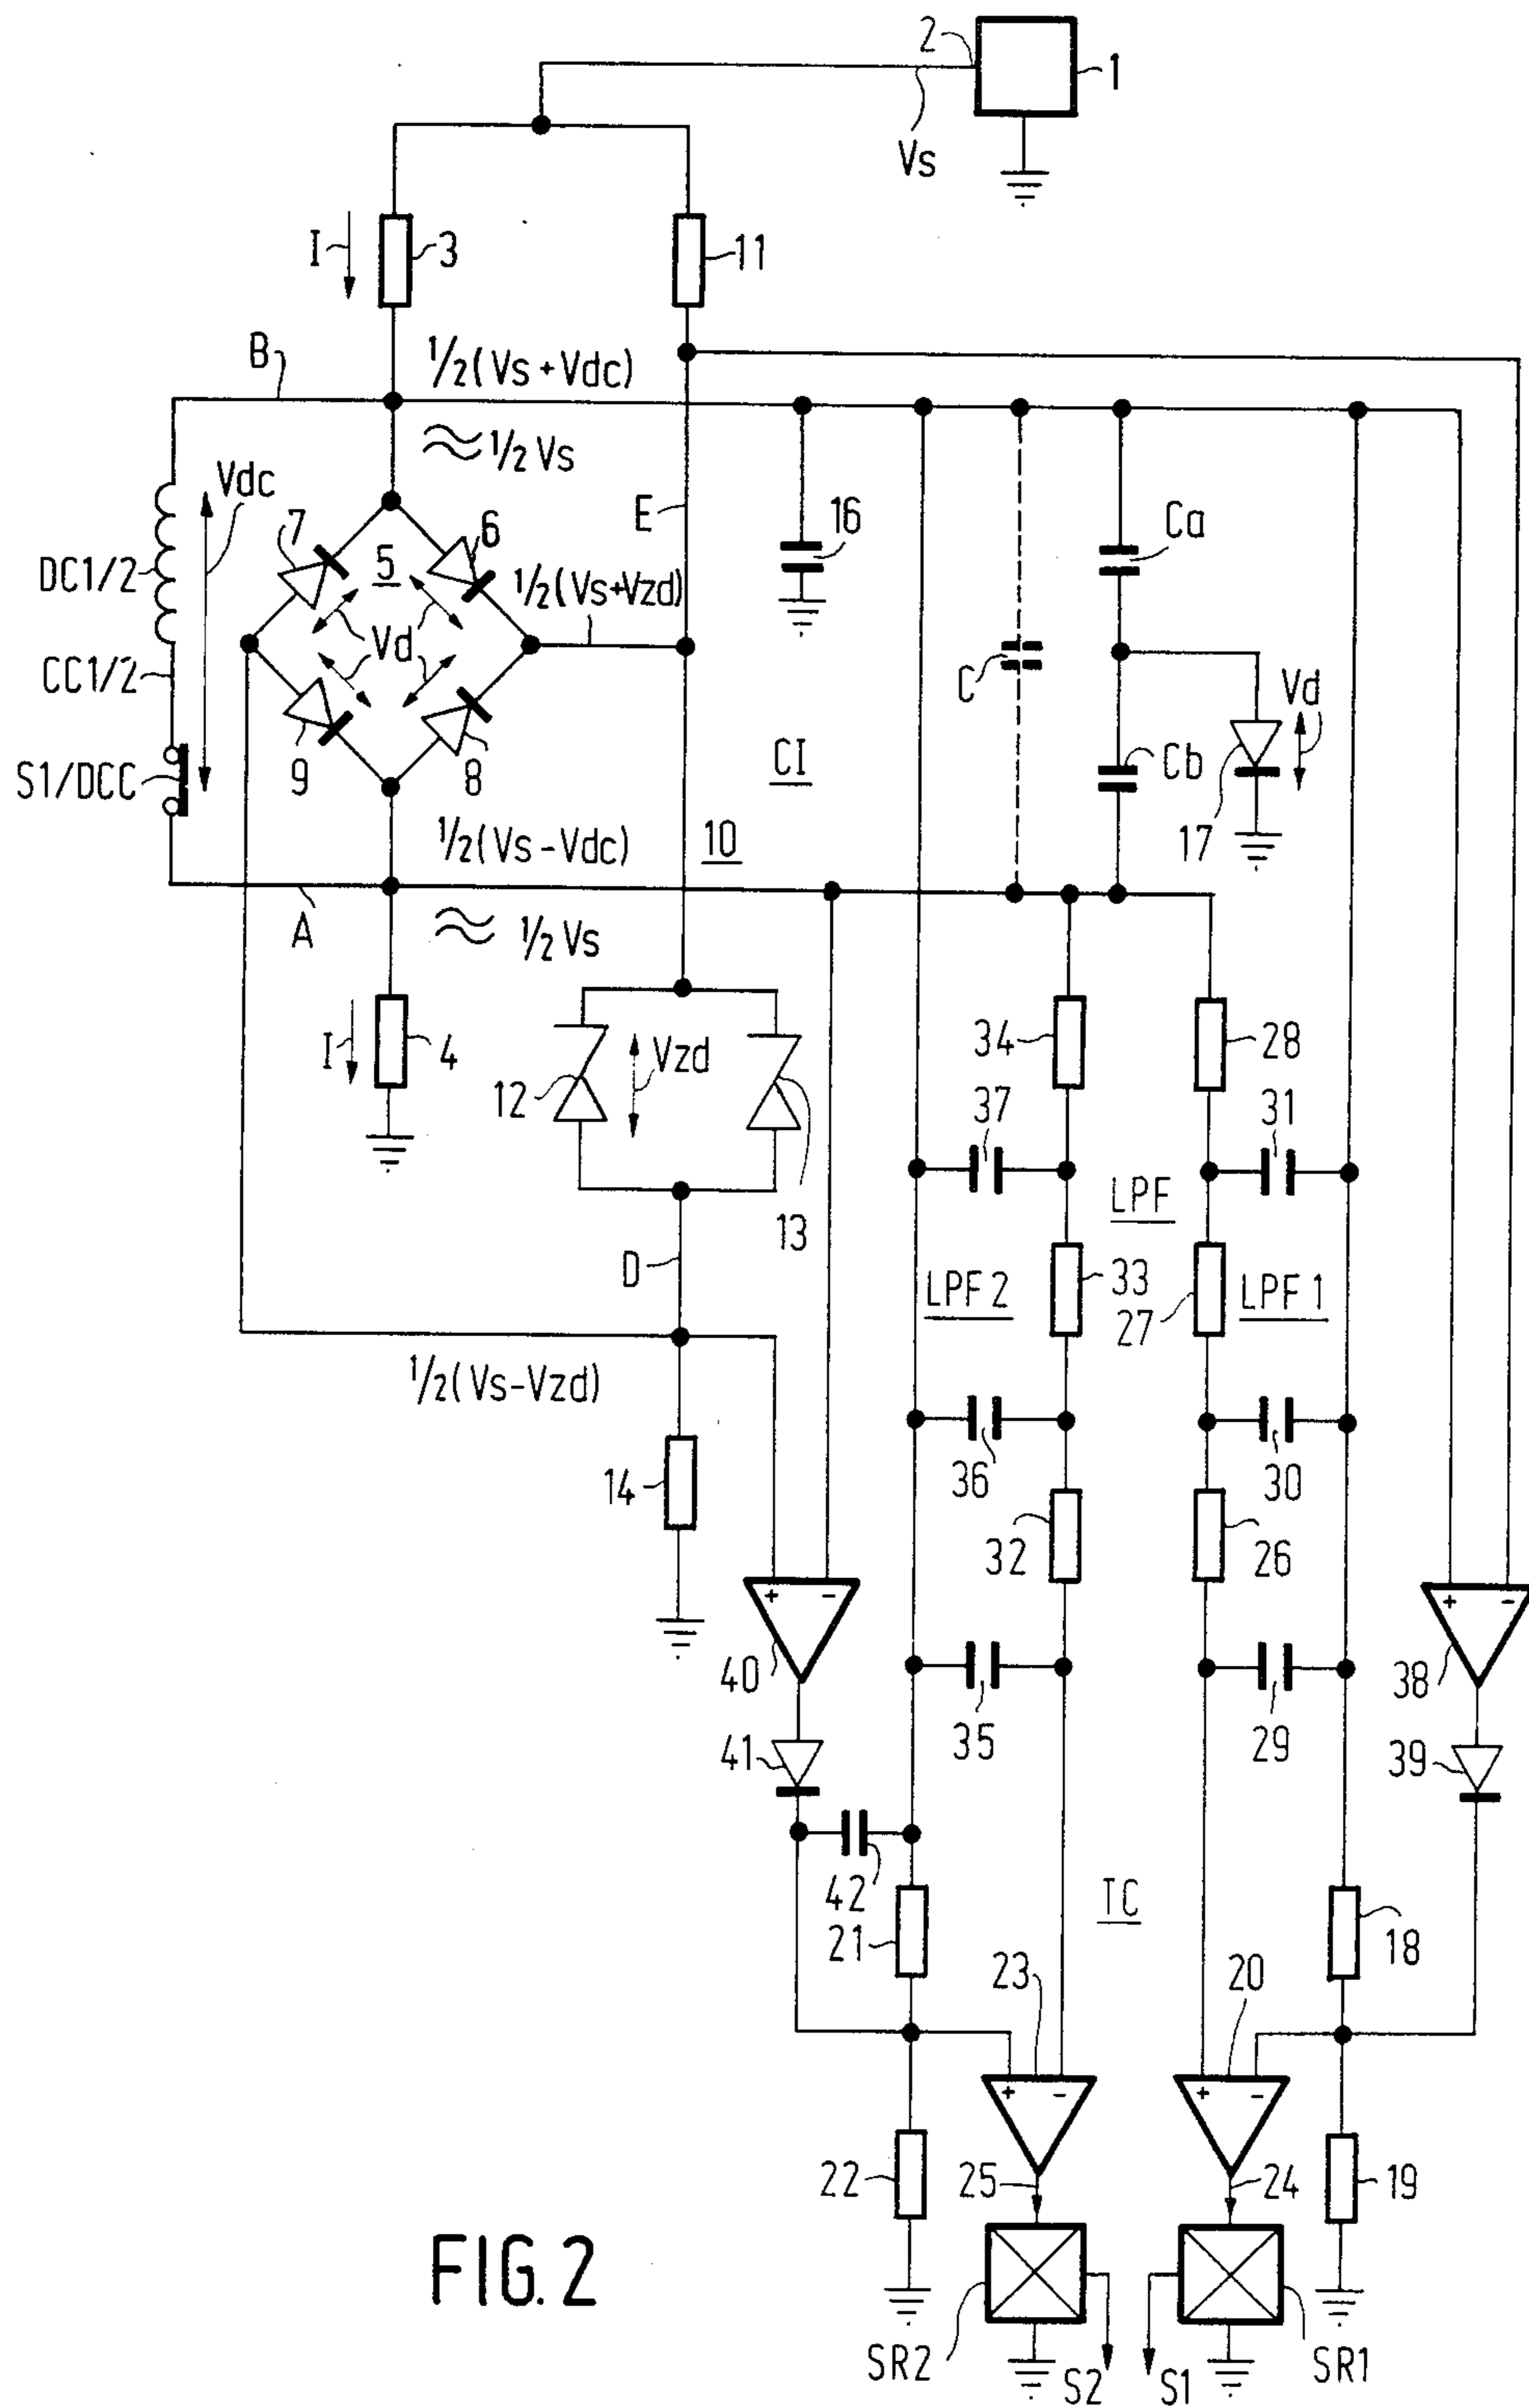 2
1
Vs
I
3
11
B
½(Vs+Vdc)
≈ ½Vs
Vdc
7
5
6
E
16
Ca
DC1/2
½(Vs+Vzd)
Vd
C
Vd
CC1/2
CI
Cb
S1/DCC
9
8
17
½(Vs-Vdc)
10
A
≈ ½Vs
I
4
12
Vzd
13
34
28
37
31
LPF
D
LPF2
33
27
LPF1
½(Vs-Vzd)
14
36
30
32
26
+ -
+ -
40
38
35
29
41
39
42
TC
21
18
23
20
+ -
+ -
22
25
24
19
FIG. 2
SR2
S2
S1
SR1